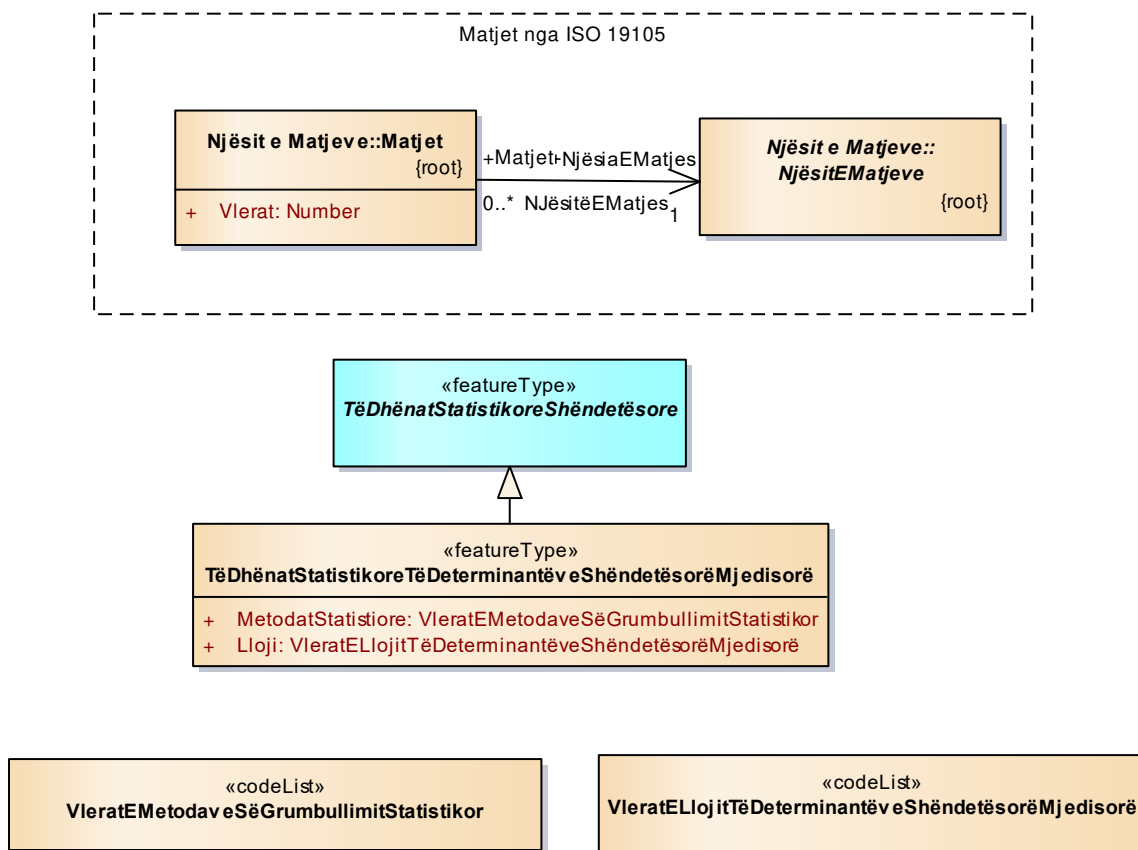 Matjet nga ISO 19105
Njësit e Matjeve::Matjet
{root}
+ Vlerat: Number
+Matjet
+NjësiaEMatjes
0..*
NJësitëEMatjes
1
Njësit e Matjeve::
NjësitEMatjeve
{root}
«featureType»
TëDhënatStatistikoreShëndetësore
«featureType»
TëDhënatStatistikoreTëDeterminantëveShëndetësorëMjedisorë
+ MetodatStatistiore: VleratEMetodaveSëGrumbullimitStatistikor
+ Lloji: VleratELlojitTëDeterminantëveShëndetësorëMjedisorë
«codeList»
VleratEMetodaveSëGrumbullimitStatistikor
«codeList»
VleratELlojitTëDeterminantëveShëndetësorëMjedisorë